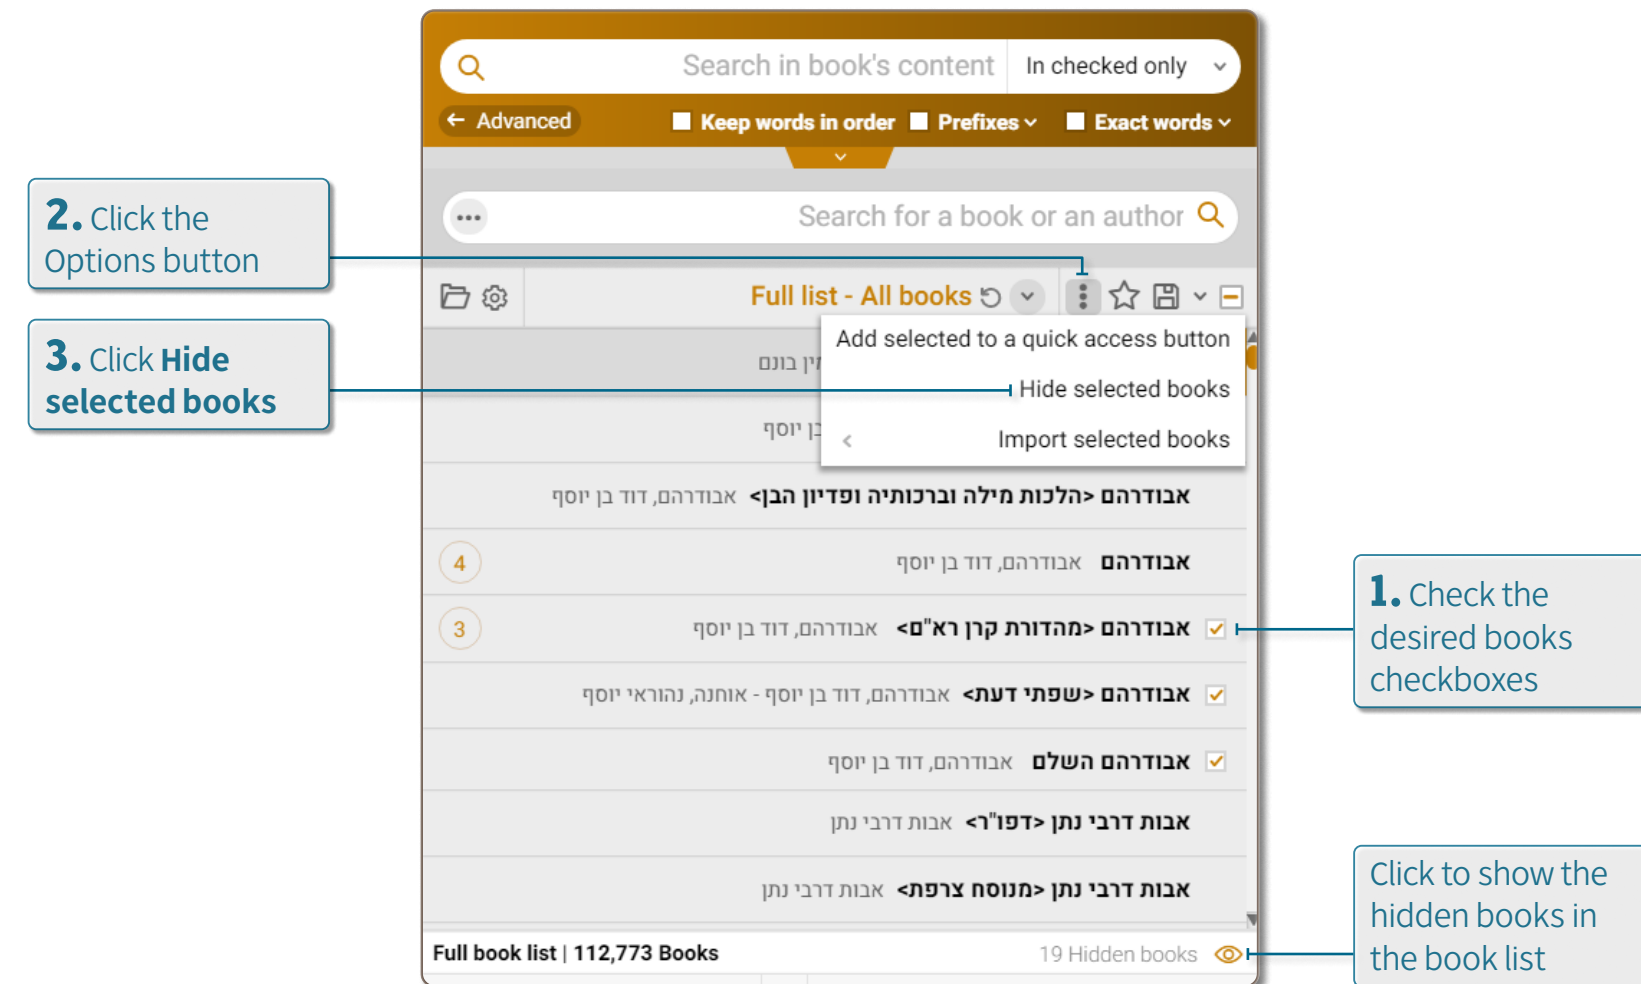 Search in book's content
In checked only
← Advanced
Keep words in order
Prefixes
Exact words
2. Click the
Options button
Search for a book or an author
Full list - All books
3. Click Hide
selected books
Add selected to a quick access button
Hide selected books
Import selected books
בונם
בן יוסף
אבודרהם <הלכות מילה וברכותיה ופדיון הבן> אבודרהם, דוד בן יוסף
אבודרהם אבודרהם, דוד בן יוסף
4
אבודרהם <מהדורת קרן רא"ם> אבודרהם, דוד בן יוסף
3
1. Check the
desired books
checkboxes
אבודרהם <שפתי דעת> אבודרהם, דוד בן יוסף - אוחנה, נהוראי יוסף
אבודרהם השלם אבודרהם, דוד בן יוסף
אבות דרבי נתן <דפו"ר> אבות דרבי נתן
אבות דרבי נתן <מנוסח צרפת> אבות דרבי נתן
Full book list | 112,773 Books
19 Hidden books
Click to show the
hidden books in
the book list